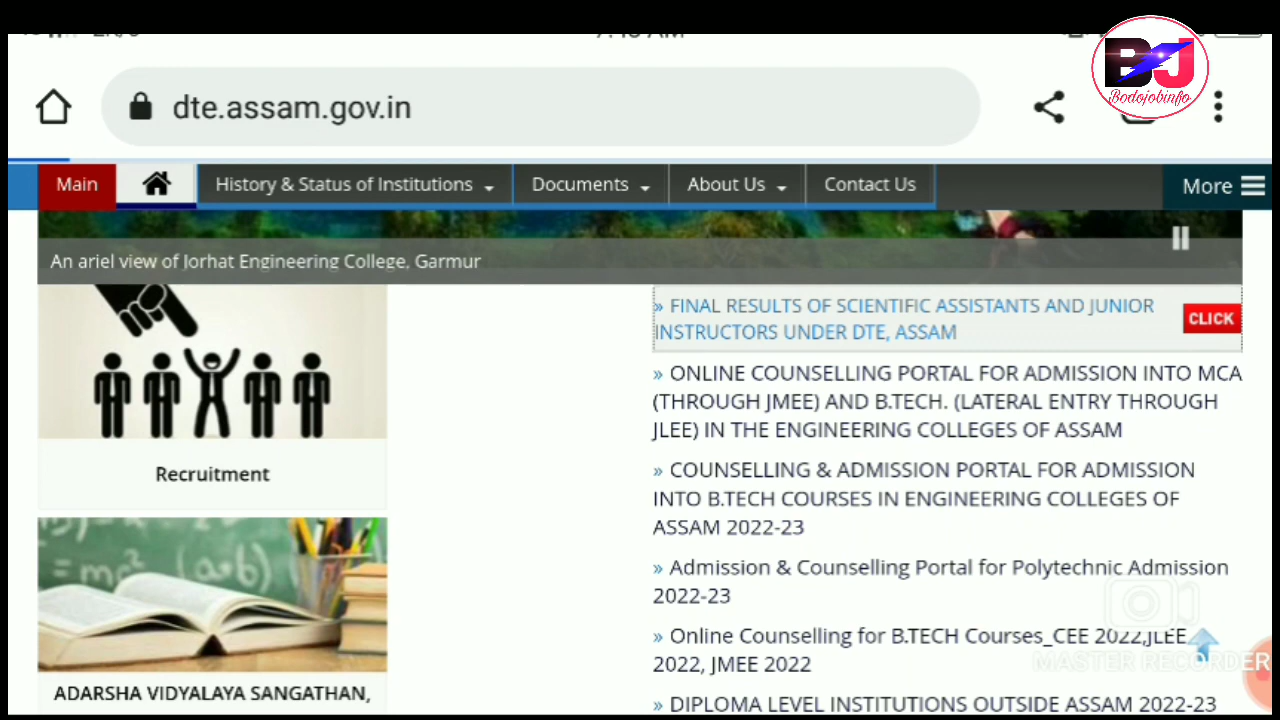 BJ
Bodojobinfo
dte.assam.gov.in
Main
History & Status of Institutions
Documents
About Us
Contact Us
More
An ariel view of Jorhat Engineering College, Garmur
» FINAL RESULTS OF SCIENTIFIC ASSISTANTS AND JUNIOR
INSTRUCTORS UNDER DTE, ASSAM
CLICK
» ONLINE COUNSELLING PORTAL FOR ADMISSION INTO MCA
(THROUGH JMEE) AND B.TECH. (LATERAL ENTRY THROUGH
JLEE) IN THE ENGINEERING COLLEGES OF ASSAM
Recruitment
» COUNSELLING & ADMISSION PORTAL FOR ADMISSION
INTO B.TECH COURSES IN ENGINEERING COLLEGES OF
ASSAM 2022-23
» Admission & Counselling Portal for Polytechnic Admission
2022-23
» Online Counselling for B.TECH Courses_CEE 2022,JLEE
2022, JMEE 2022
MASTER RECORDER
ADARSHA VIDYALAYA SANGATHAN,
» DIPLOMA LEVEL INSTITUTIONS OUTSIDE ASSAM 2022-23